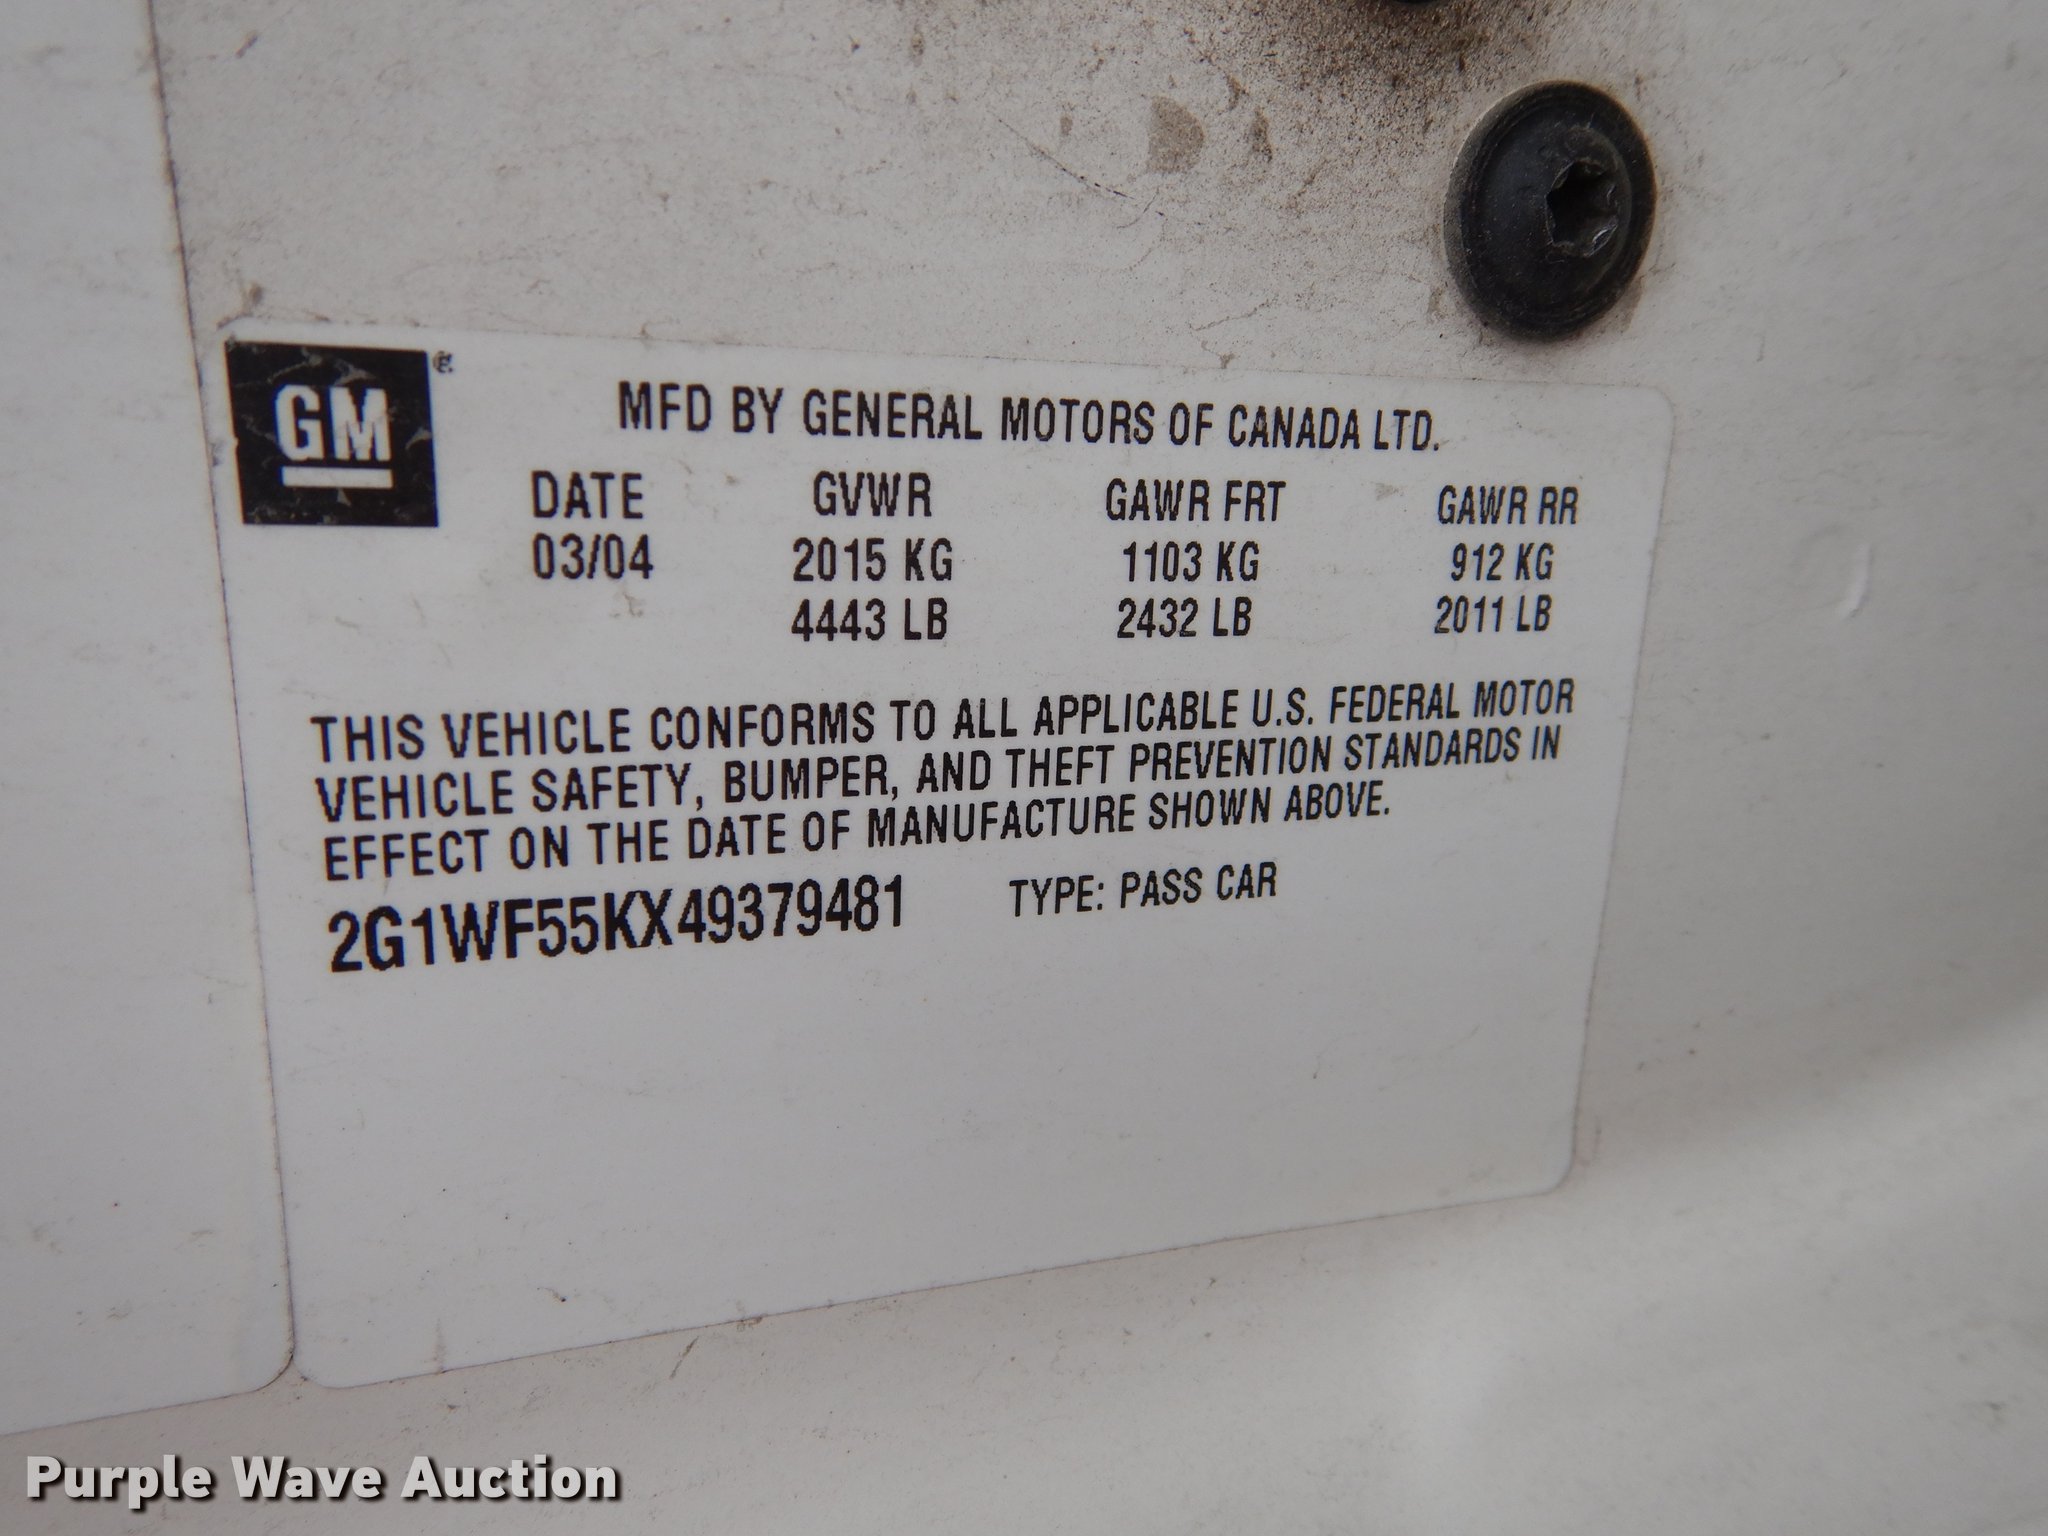 GM
MFD BY GENERAL MOTORS OF CANADA LTD.
DATE GVWR GAWR FRT GAWR RR
03/04 2015 KG 1103 KG 912 KG
4443 LB 2432 LB 2011 LB
THIS VEHICLE CONFORMS TO ALL APPLICABLE U.S. FEDERAL MOTOR
VEHICLE SAFETY, BUMPER, AND THEFT PREVENTION STANDARDS IN
EFFECT ON THE DATE OF MANUFACTURE SHOWN ABOVE.
2G1WF55KX49379481 TYPE: PASS CAR
Purple Wave Auction